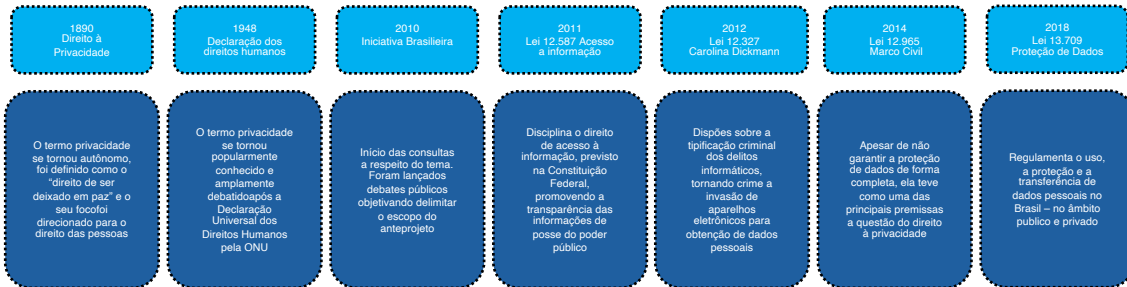 1890
Direito à
Privacidade
1948
Declaração dos
direitos humanos
2010
Iniciativa Brasilieira
2011
Lei 12.587 Acesso
a informação
2012
Lei 12.327
Carolina Dickmann
2014
Lei 12.965
Marco Civil
2018
Lei 13.709
Proteção de Dados
O termo privacidade
se tornou autônomo,
foi definido como o
“direito de ser
deixado em paz” e o
seu focofoi
direcionado para o
direito das pessoas
O termo privacidade
se tornou
popularmente
conhecido e
amplamente
debatidoapós a
Declaração
Universal dos
Direitos Humanos
pela ONU
Início das consultas
a respeito do tema.
Foram lançados
debates públicos
objetivando delimitar
o escopo do
anteprojeto
Disciplina o direito
de acesso à
informação, previsto
na Constituição
Federal,
promovendo a
transparência das
informações de
posse do poder
público
Dispões sobre a
tipificação criminal
dos delitos
informáticos,
tornando crime a
invasão de
aparelhos
eletrônicos para
obtenção de dados
pessoais
Apesar de não
garantir a proteção
de dados de forma
completa, ela teve
como uma das
principais premissas
a questão do direito
à privacidade
Regulamenta o uso,
a proteção e a
transferência de
dados pessoais no
Brasil – no âmbito
publico e privado